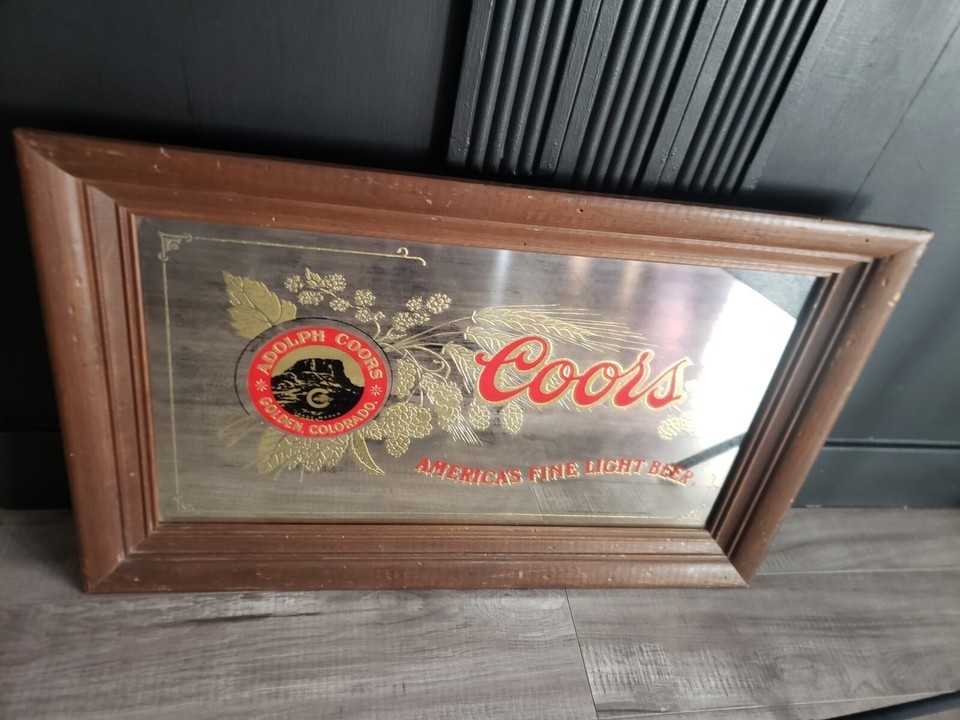 ADOLPH COORS
GOLDEN, COLORADO.
Coors
AMERICA'S FINE LIGHT BEER.